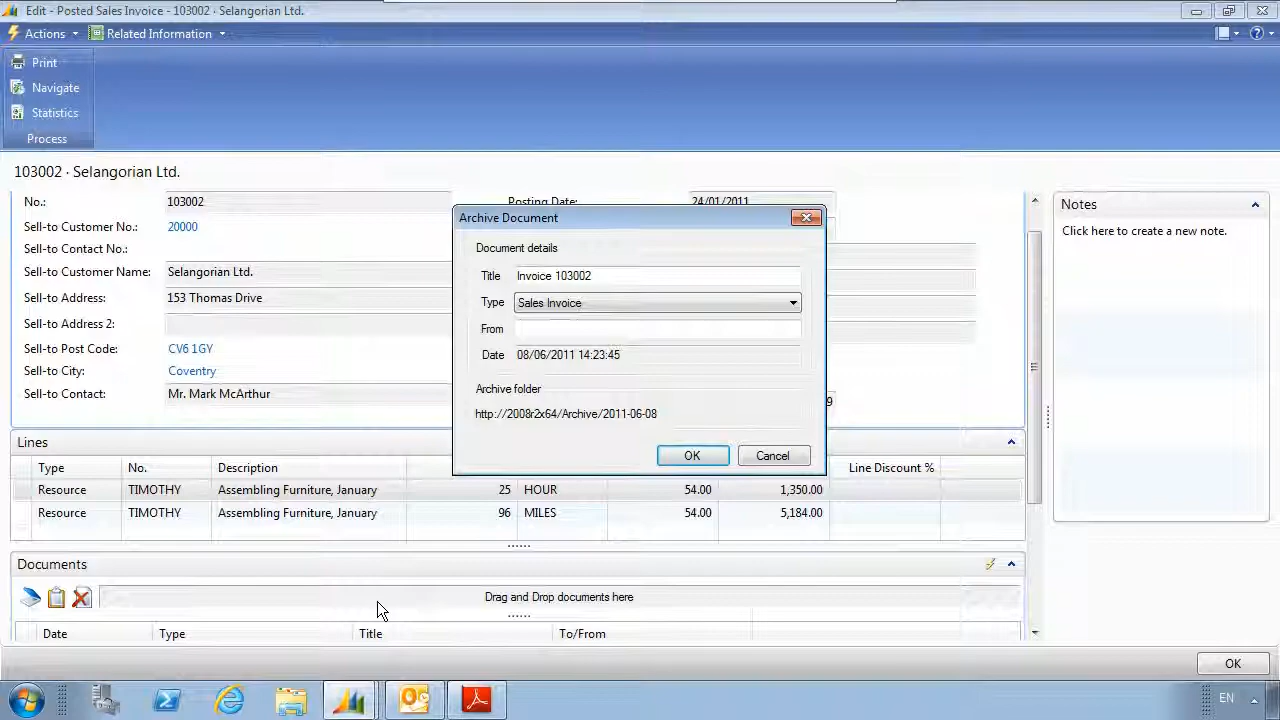 Edit - Posted Sales Invoice - 103002 - Selangorian Ltd.
Actions Related Information
Print
Navigate
Statistics
Process
103002 · Selangorian Ltd.
No.: 103002 Posting Date: 24/01/2011
Sell-to Customer No.: 20000
Sell-to Contact No.:
Sell-to Customer Name: Selangorian Ltd.
Sell-to Address: 153 Thomas Drive
Sell-to Address 2:
Sell-to Post Code: CV6 1GY
Sell-to City: Coventry
Sell-to Contact: Mr. Mark McArthur
Archive Document
Document details
Title Invoice 103002
Type Sales Invoice
From
Date 08/06/2011 14:23:45
Archive folder
http://2008r2x64/Archive/2011-06-08
OK Cancel
Notes
Click here to create a new note.
Lines
Type No. Description Line Discount %
Resource TIMOTHY Assembling Furniture, January 25 HOUR 54.00 1,350.00
Resource TIMOTHY Assembling Furniture, January 96 MILES 54.00 5,184.00
Documents
Drag and Drop documents here
Date Type Title To/From
OK
EN